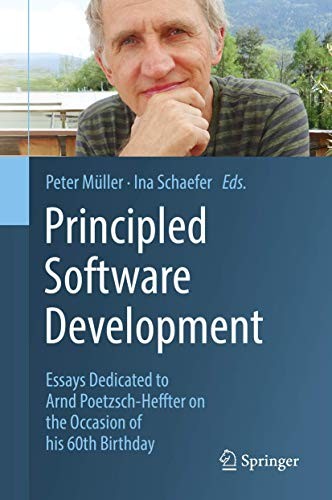 Peter Müller · Ina Schaefer Eds.
Principled
Software
Development
Essays Dedicated to
Arnd Poetzsch-Heffter on
the Occasion of
his 60th Birthday
Springer